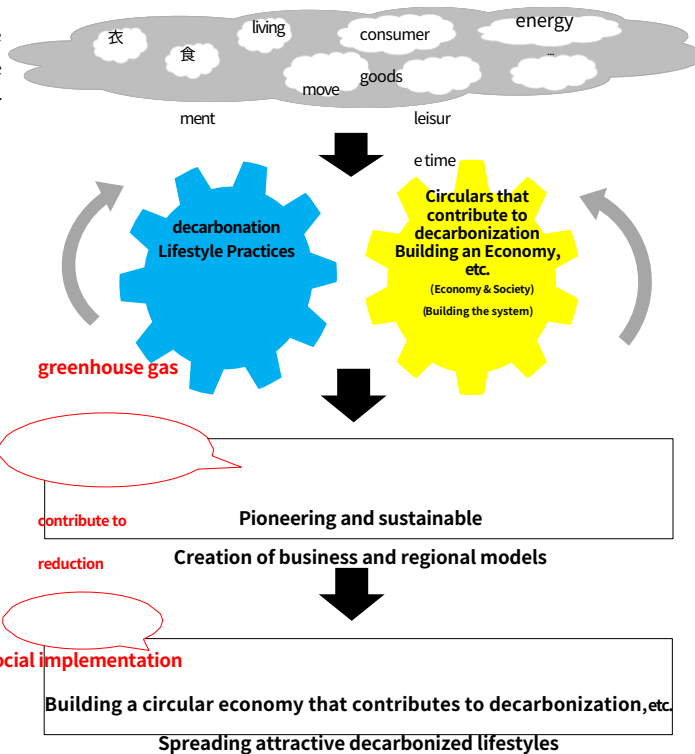 衣
食
living
consumer
energy
...
move
goods
ment
leisur
e time
decarbonation
Lifestyle Practices
Circulars that
contribute to
decarbonization
Building an Economy,
etc.
(Economy & Society)
(Building the system)
greenhouse gas
contribute to
reduction
Pioneering and sustainable
Creation of business and regional models
ocial implementation
Building a circular economy that contributes to decarbonization, etc.
Spreading attractive decarbonized lifestyles